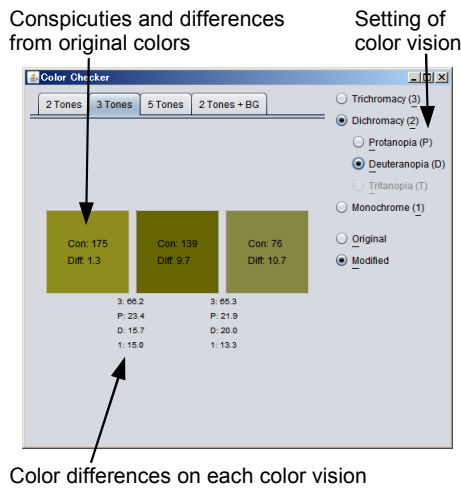 Conspicuties and differences
from original colors
Setting of
color vision
Color Checker
2 Tones
3 Tones
5 Tones
2 Tones + BG
Trichromacy (3)
Dichromacy (2)
Protanopia (P)
Deuteranopia (D)
Tritanopia (T)
Monochrome (1)
Original
Modified
Con: 175
Diff: 1.3
Con: 139
Diff: 9.7
Con: 76
Diff: 10.7
3: 66.2
P: 23.4
D: 15.7
1: 15.0
3: 65.3
P: 21.9
D: 20.0
1: 13.3
Color differences on each color vision